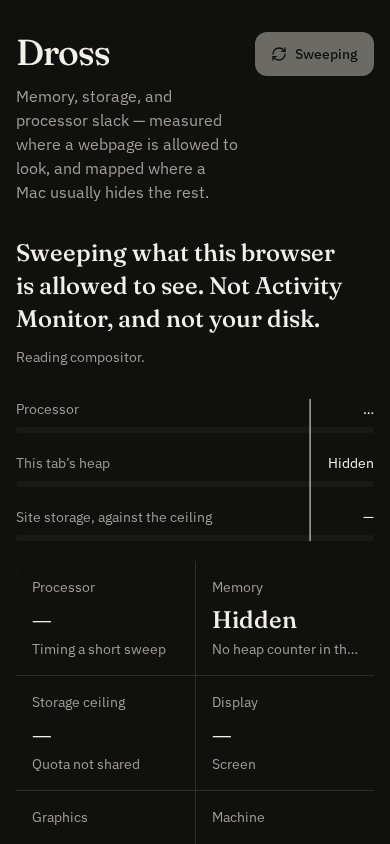 Dross
Sweeping
Memory, storage, and
processor slack — measured
where a webpage is allowed to
look, and mapped where a
Mac usually hides the rest.
Sweeping what this browser
is allowed to see. Not Activity
Monitor, and not your disk.
Reading compositor.
Processor
...
This tab’s heap
Hidden
Site storage, against the ceiling
—
Processor
—
Timing a short sweep
Memory
Hidden
No heap counter in th...
Storage ceiling
—
Quota not shared
Display
—
Screen
Graphics
Machine